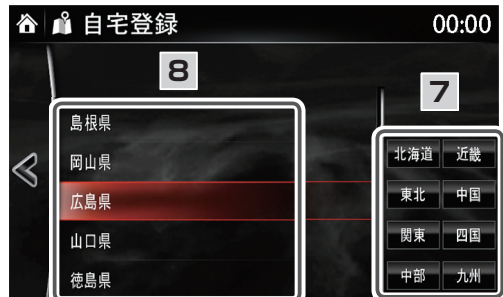 自宅登録 00:00
8
7
島根県
岡山県
広島県
山口県
徳島県
北海道 近畿
東北 中国
関東 四国
中部 九州